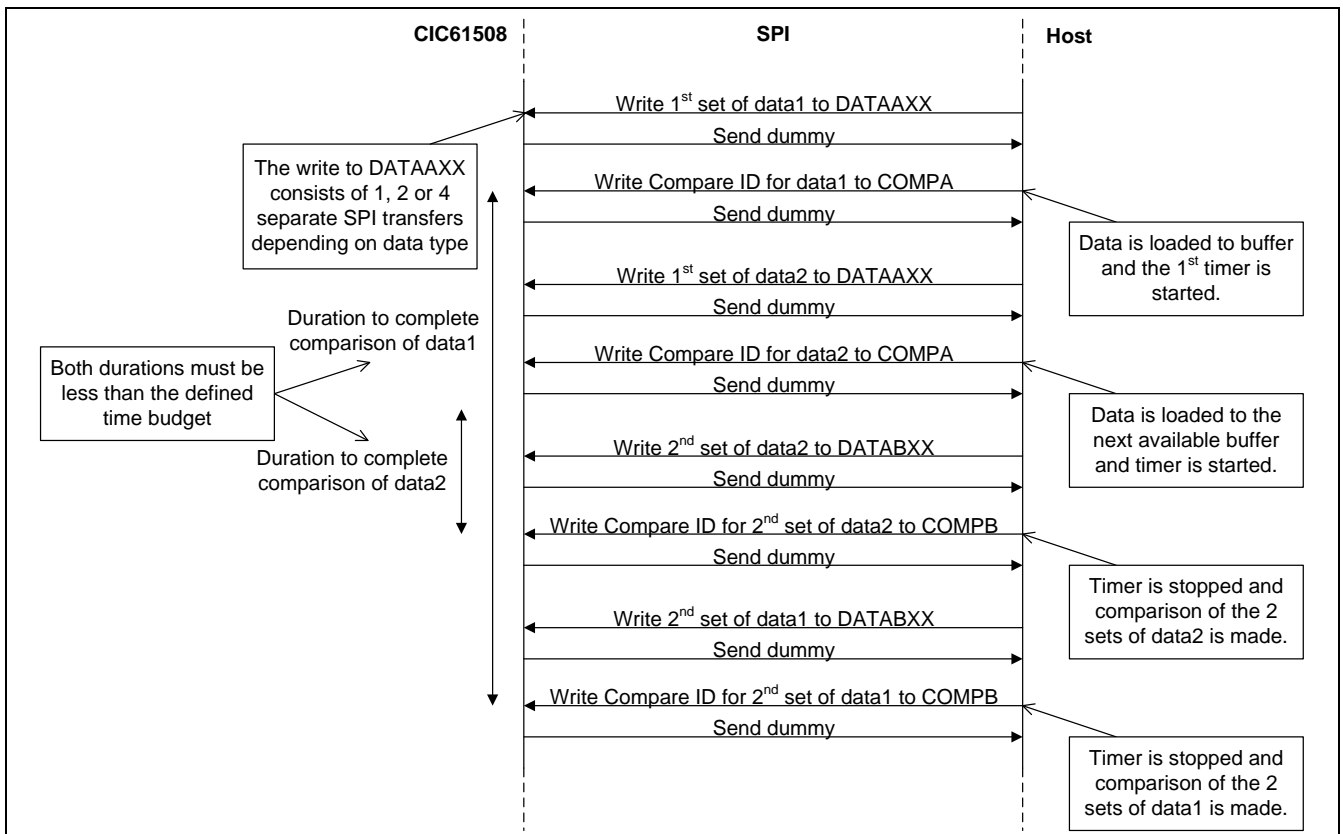 CIC61508
SPI
Host
Write 1st set of data1 to DATAAXX
Send dummy
The write to DATAAXX
consists of 1, 2 or 4
separate SPI transfers
depending on data type
Write Compare ID for data1 to COMPA
Send dummy
Data is loaded to buffer
and the 1st timer is
started.
Write 1st set of data2 to DATAAXX
Send dummy
Duration to complete
comparison of data1
Both durations must be
less than the defined
time budget
Write Compare ID for data2 to COMPA
Send dummy
Data is loaded to the
next available buffer
and timer is started.
Duration to complete
comparison of data2
Write 2nd set of data2 to DATABXX
Send dummy
Write Compare ID for 2nd set of data2 to COMPB
Send dummy
Timer is stopped and
comparison of the 2
sets of data2 is made.
Write 2nd set of data1 to DATABXX
Send dummy
Write Compare ID for 2nd set of data1 to COMPB
Send dummy
Timer is stopped and
comparison of the 2
sets of data1 is made.